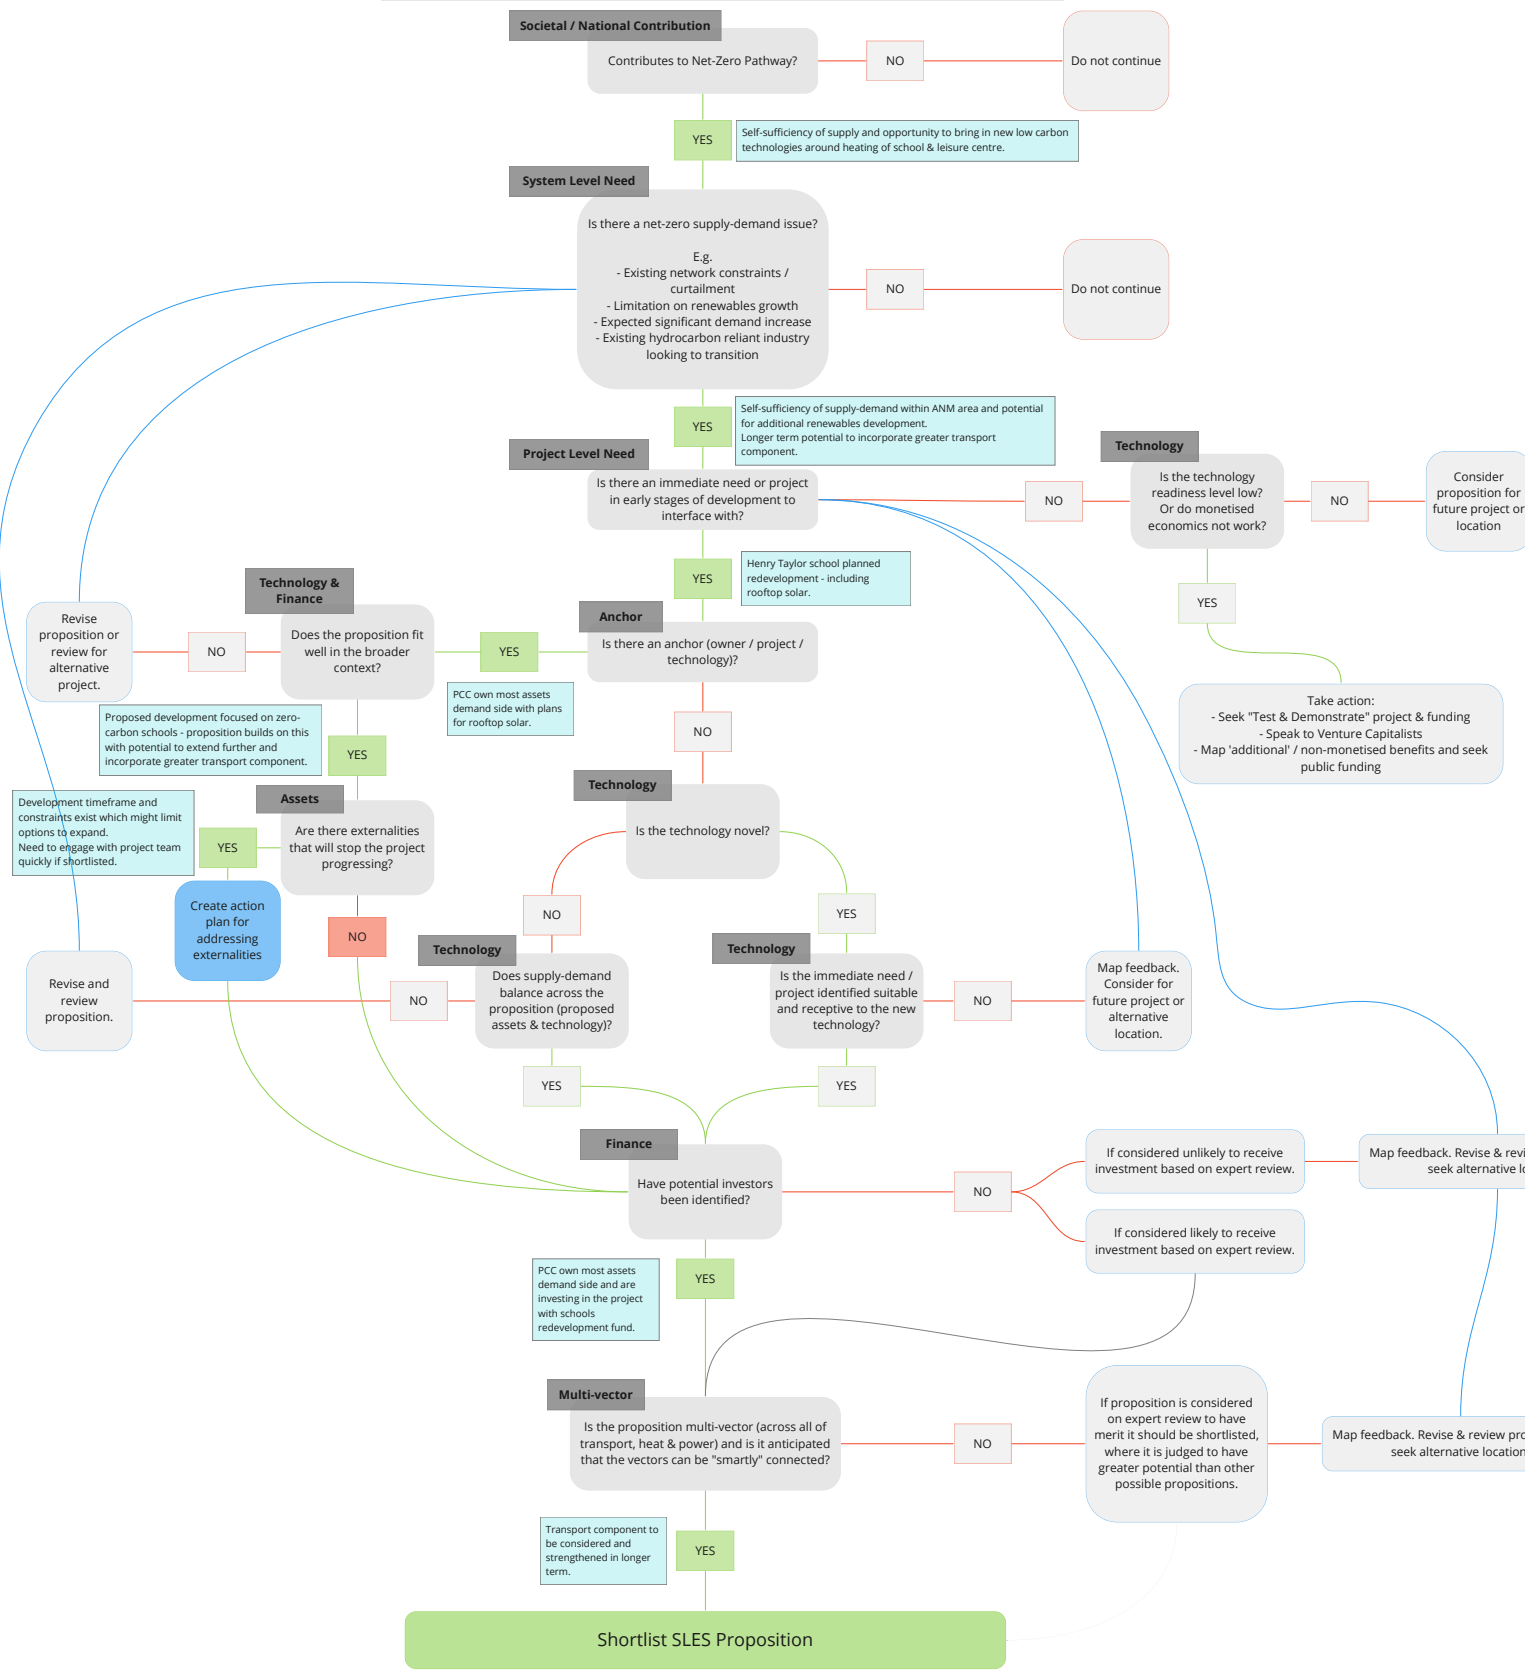 Societal / National Contribution
Contributes to Net-Zero Pathway?
NO
Do not continue
YES
Self-sufficiency of supply and opportunity to bring in new low carbon
technologies around heating of school & leisure centre.
System Level Need
Is there a net-zero supply-demand issue?
E.g.
- Existing network constraints /
curtailment
- Limitation on renewables growth
- Expected significant demand increase
- Existing hydrocarbon reliant industry
looking to transition
NO
Do not continue
YES
Self-sufficiency of supply-demand within ANM area and potential
for additional renewables development.
Longer term potential to incorporate greater transport
component.
Project Level Need
Is there an immediate need or project
in early stages of development to
interface with?
NO
Technology
Is the technology
readiness level low?
Or do monetised
economics not work?
NO
Consider
proposition for
future project or
location
YES
Take action:
- Seek "Test & Demonstrate" project & funding
- Speak to Venture Capitalists
- Map 'additional' / non-monetised benefits and seek
public funding
YES
Henry Taylor school planned
redevelopment - including
rooftop solar.
Anchor
Is there an anchor (owner / project /
technology)?
YES
PCC own most assets
demand side with plans
for rooftop solar.
Technology &
Finance
Does the proposition fit
well in the broader
context?
NO
Revise
proposition or
review for
alternative
project.
Proposed development focused on zero-
carbon schools - proposition builds on this
with potential to extend further and
incorporate greater transport component.
YES
NO
Assets
Are there externalities
that will stop the project
progressing?
Development timeframe and
constraints exist which might limit
options to expand.
Need to engage with project team
quickly if shortlisted.
YES
Create action
plan for
addressing
externalities
NO
Technology
Is the technology novel?
NO
YES
Technology
Does supply-demand
balance across the
proposition (proposed
assets & technology)?
NO
Revise and
review
proposition.
Technology
Is the immediate need /
project identified suitable
and receptive to the new
technology?
NO
Map feedback.
Consider for
future project or
alternative
location.
YES
YES
Finance
Have potential investors
been identified?
NO
If considered unlikely to receive
investment based on expert review.
Map feedback. Revise &
seek alternative
If considered likely to receive
investment based on expert review.
PCC own most assets
demand side and are
investing in the project
with schools
redevelopment fund.
YES
Multi-vector
Is the proposition multi-vector (across all of
transport, heat & power) and is it anticipated
that the vectors can be "smartly" connected?
NO
If proposition is considered
on expert review to have
merit it should be shortlisted,
where it is judged to have
greater potential than other
possible propositions.
Map feedback. Revise & review
seek alternative location
Transport component to
be considered and
strengthened in longer
term.
YES
Shortlist SLES Proposition